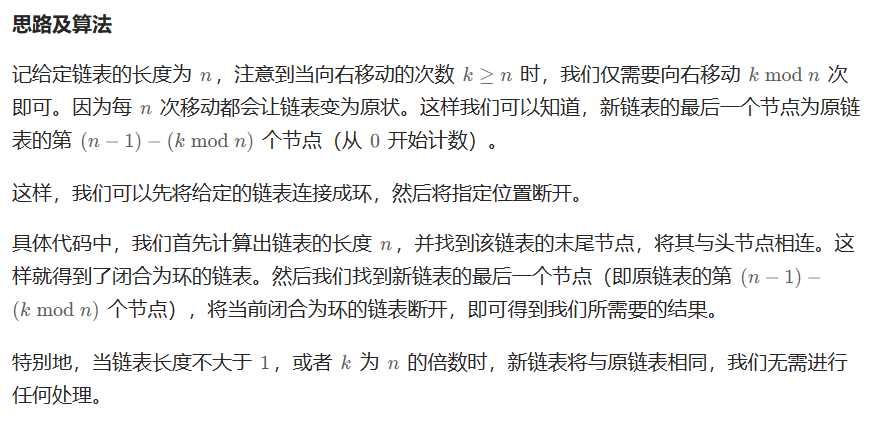 思路及算法
记给定链表的长度为 n，注意到当向右移动的次数 k ≥ n 时，我们仅需要向右移动 k mod n 次
即可。因为每 n 次移动都会让链表变为原状。这样我们可以知道，新链表的最后一个节点为原链
表的第 (n − 1) − (k mod n) 个节点（从 0 开始计数）。
这样，我们可以先将给定的链表连接成环，然后将指定位置断开。
具体代码中，我们首先计算出链表的长度 n，并找到该链表的末尾节点，将其与头节点相连。这
样就得到了闭合为环的链表。然后我们找到新链表的最后一个节点（即原链表的第 (n − 1) −
(k mod n) 个节点），将当前闭合为环的链表断开，即可得到我们所需要的结果。
特别地，当链表长度不大于 1，或者 k 为 n 的倍数时，新链表将与原链表相同，我们无需进行
任何处理。